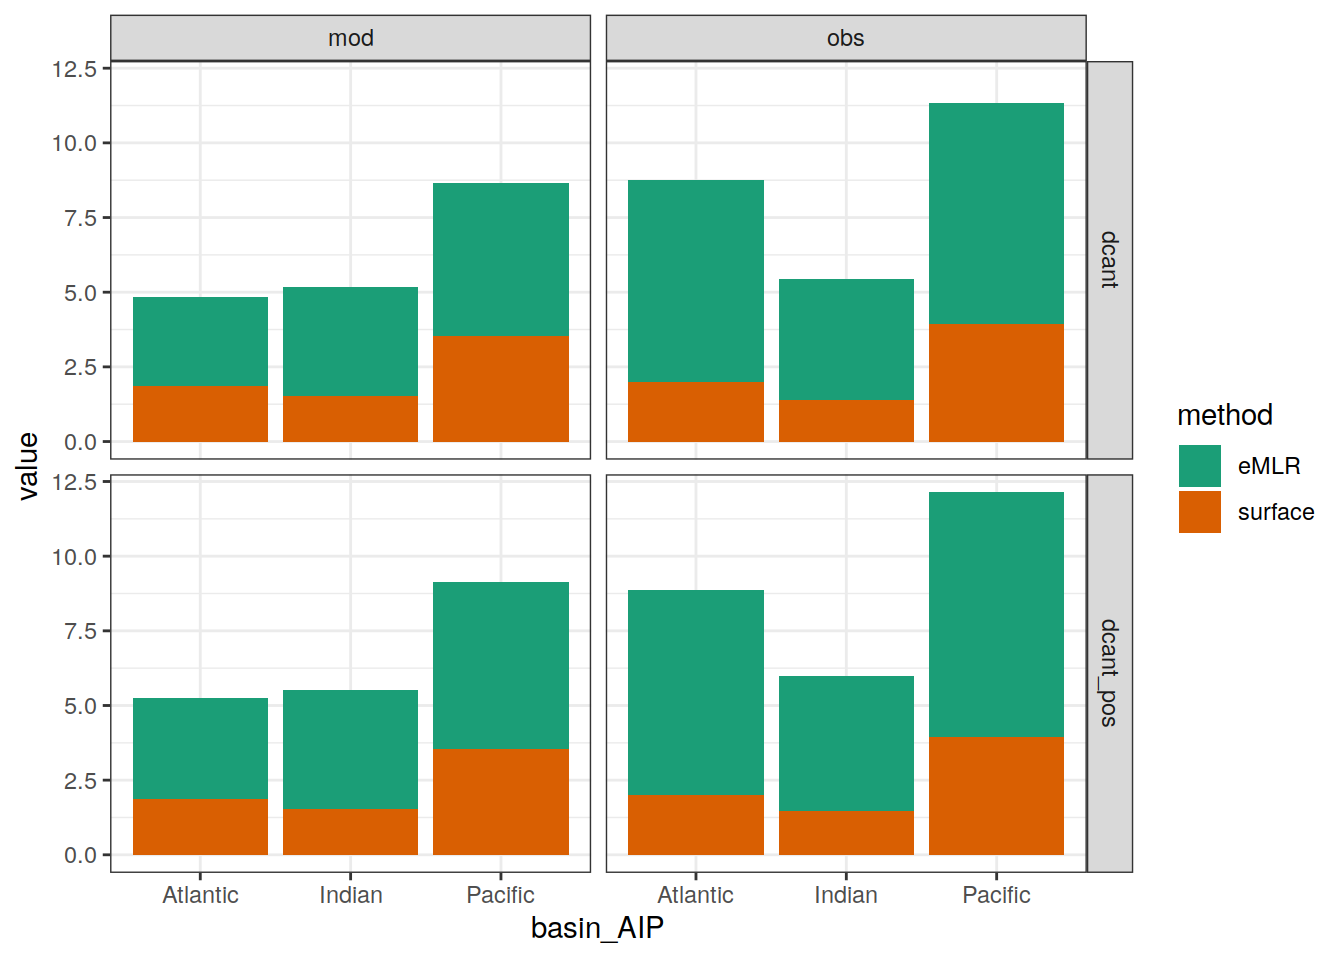 mod
obs
12.5
10.0
7.5
5.0
2.5
0.0
dcant
12.5
10.0
7.5
5.0
2.5
0.0
dcant_pos
value
Atlantic
Indian
Pacific
Atlantic
Indian
Pacific
basin_AIP
method
eMLR
surface